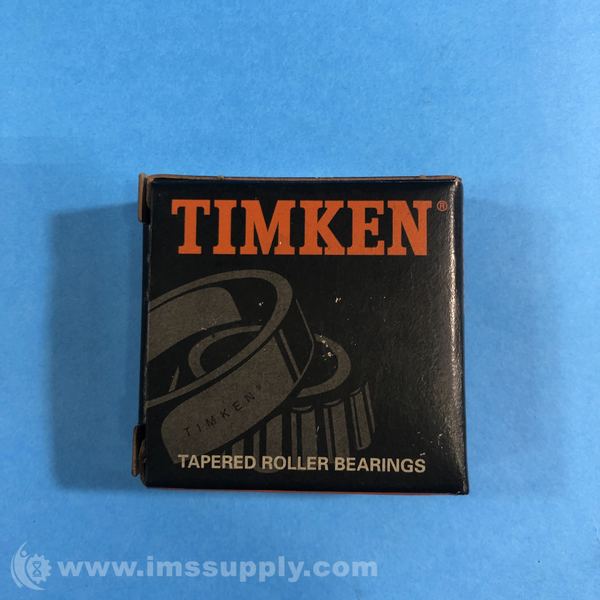 TIMKEN®
TIMKEN®
TAPERED ROLLER BEARINGS
www.imssupply.com